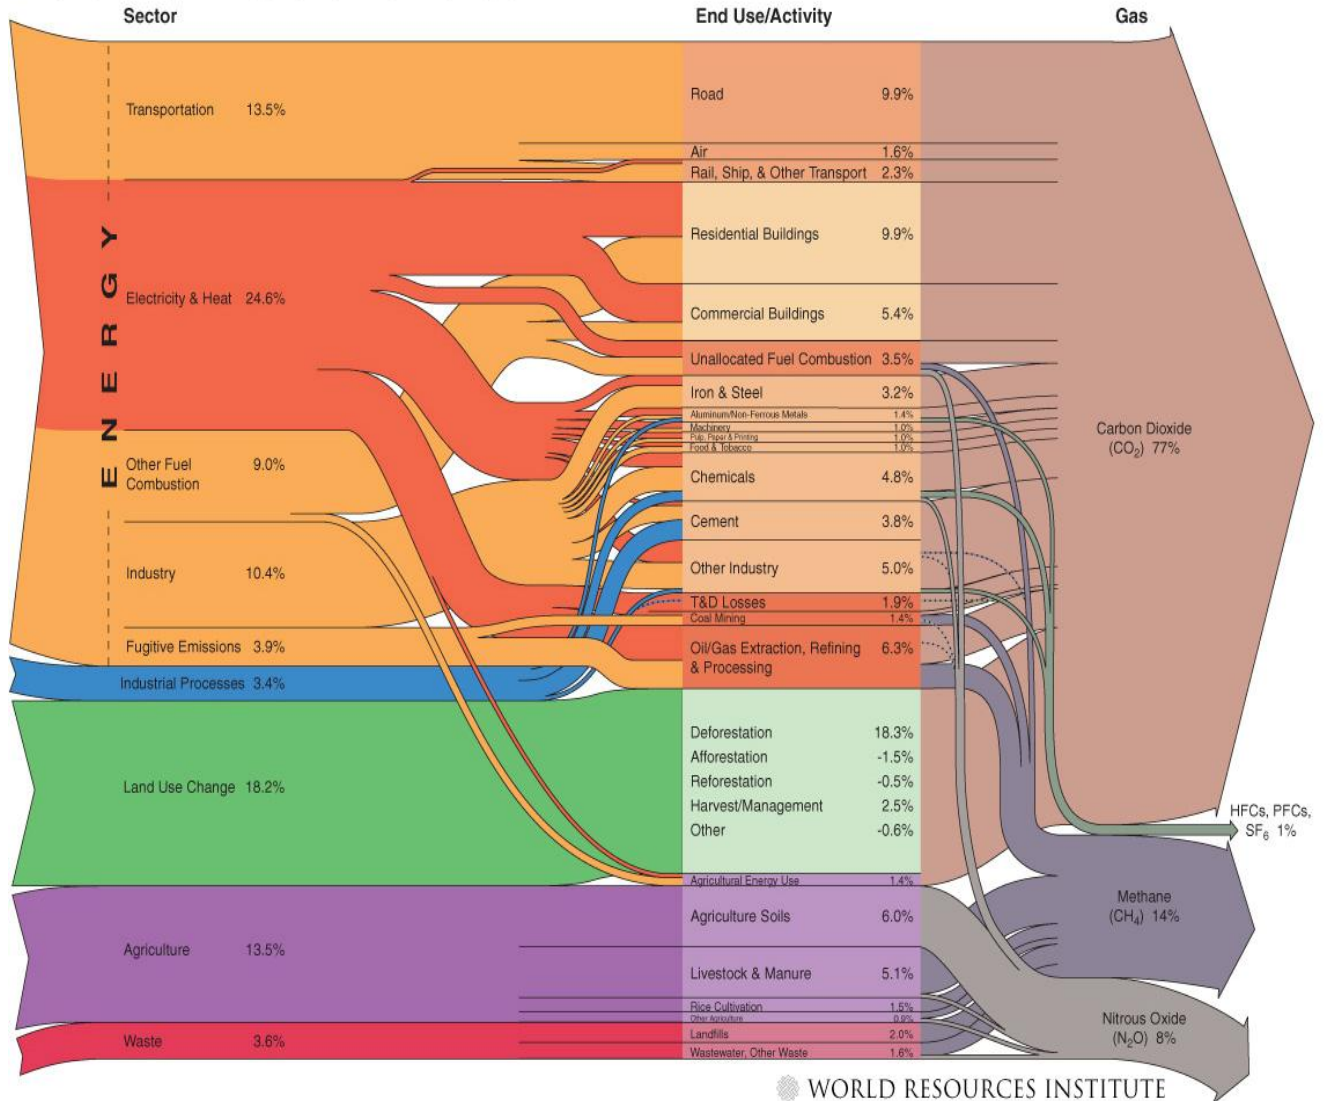 Sector
End Use/Activity
Gas
ENERGY
Transportation 13.5%
Electricity & Heat 24.6%
Other Fuel 9.0%
Combustion
Industry 10.4%
Fugitive Emissions 3.9%
Industrial Processes 3.4%
Land Use Change 18.2%
Agriculture 13.5%
Waste 3.6%
Road 9.9%
Air 1.6%
Rail, Ship, & Other Transport 2.3%
Residential Buildings 9.9%
Commercial Buildings 5.4%
Unallocated Fuel Combustion 3.5%
Iron & Steel 3.2%
Aluminum/Non-Ferrous Metals 1.4%
Machinery 1.0%
Pulp, Paper & Printing 1.0%
Food & Tobacco 1.0%
Chemicals 4.8%
Cement 3.8%
Other Industry 5.0%
T&D Losses 1.9%
Coal Mining 1.4%
Oil/Gas Extraction, Refining 6.3%
& Processing
Deforestation 18.3%
Afforestation -1.5%
Reforestation -0.5%
Harvest/Management 2.5%
Other -0.6%
Agricultural Energy Use 1.4%
Agriculture Soils 6.0%
Livestock & Manure 5.1%
Rice Cultivation 1.5%
Other Agriculture 0.9%
Landfills 2.0%
Wastewater, Other Waste 1.6%
Carbon Dioxide
(CO₂) 77%
HFCs, PFCs,
SF₆ 1%
Methane
(CH₄) 14%
Nitrous Oxide
(N₂O) 8%
WORLD RESOURCES INSTITUTE